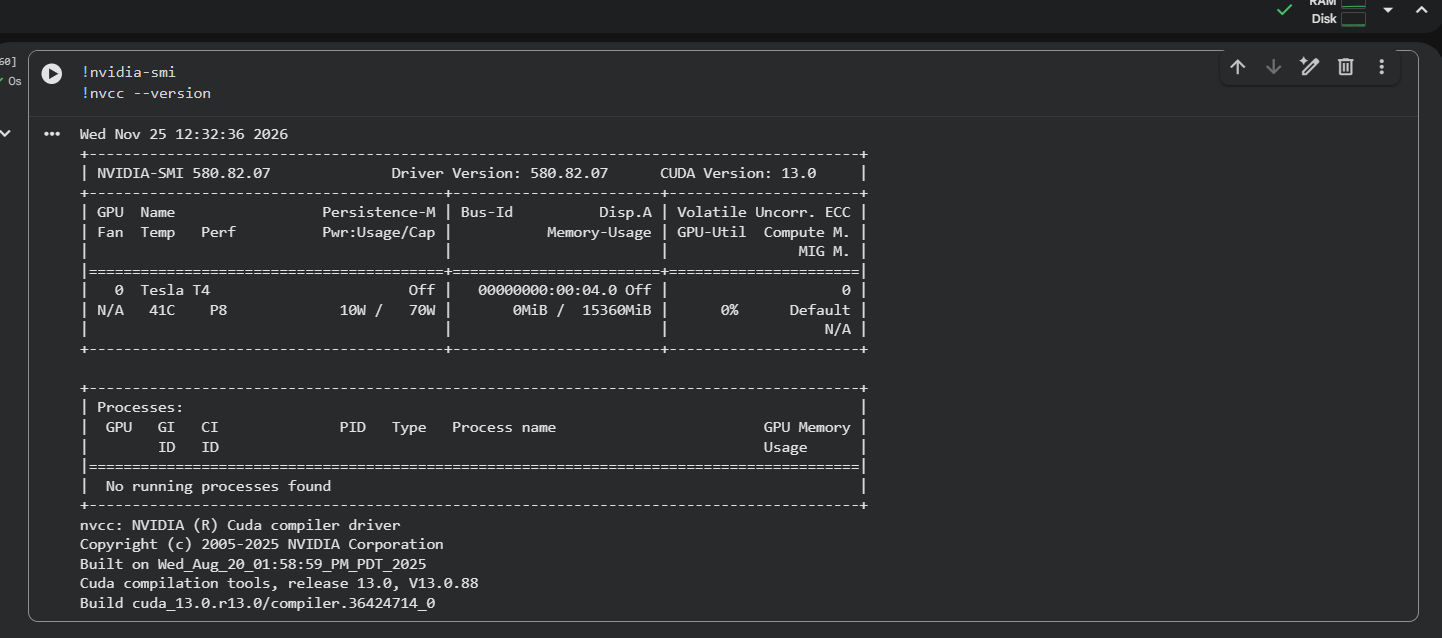 RAM
Disk
60]
0s
!nvidia-smi
!nvcc --version
Wed Nov 25 12:32:36 2026
+-----------------------------------------------------------------------------------------+
| NVIDIA-SMI 580.82.07              Driver Version: 580.82.07      CUDA Version: 13.0     |
+-----------------------------------------+------------------------+----------------------+
| GPU  Name                 Persistence-M | Bus-Id          Disp.A | Volatile Uncorr. ECC |
| Fan  Temp   Perf          Pwr:Usage/Cap |           Memory-Usage | GPU-Util  Compute M. |
|                                         |                        |               MIG M. |
|=========================================+========================+======================|
|   0  Tesla T4                       Off |   00000000:00:04.0 Off |                    0 |
| N/A   41C    P8             10W /   70W |       0MiB /  15360MiB |      0%      Default |
|                                         |                        |                  N/A |
+-----------------------------------------+------------------------+----------------------+
+-----------------------------------------------------------------------------------------+
| Processes:                                                                              |
|  GPU   GI   CI              PID   Type   Process name                        GPU Memory |
|        ID   ID                                                               Usage      |
|=========================================================================================|
|  No running processes found                                                             |
+-----------------------------------------------------------------------------------------+
nvcc: NVIDIA (R) Cuda compiler driver
Copyright (c) 2005-2025 NVIDIA Corporation
Built on Wed_Aug_20_01:58:59_PM_PDT_2025
Cuda compilation tools, release 13.0, V13.0.88
Build cuda_13.0.r13.0/compiler.36424714_0